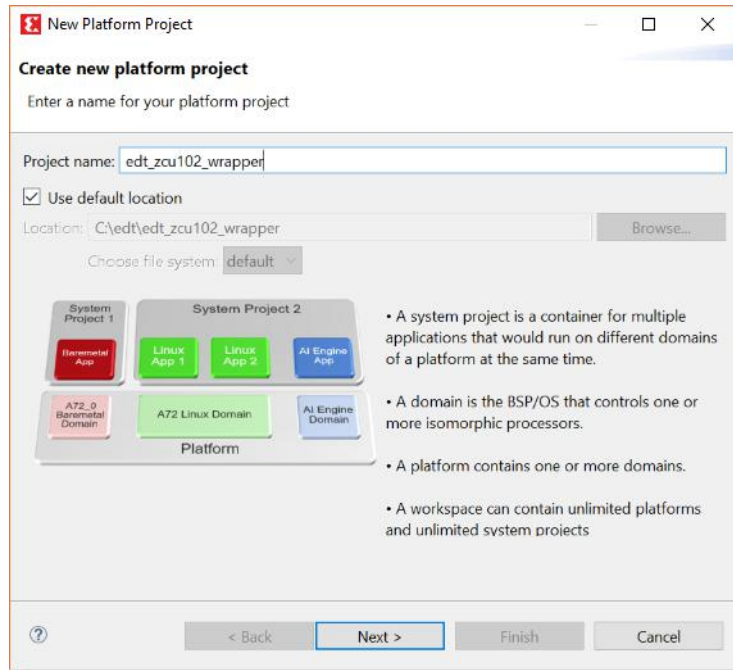 New Platform Project
Create new platform project
Enter a name for your platform project
Project name: edt_zcu102_wrapper
Use default location
Location: C:\edt\edt_zcu102_wrapper Browse...
Choose file system: default
System
Project 1
System Project 2
Baremetal
App
Linux
App 1
Linux
App 2
AI Engine
App
A72_0
Baremetal
Domain
A72 Linux Domain
AI Engine
Domain
Platform
• A system project is a container for multiple
applications that would run on different domains
of a platform at the same time.
• A domain is the BSP/OS that controls one or
more isomorphic processors.
• A platform contains one or more domains.
• A workspace can contain unlimited platforms
and unlimited system projects
? < Back Next > Finish Cancel